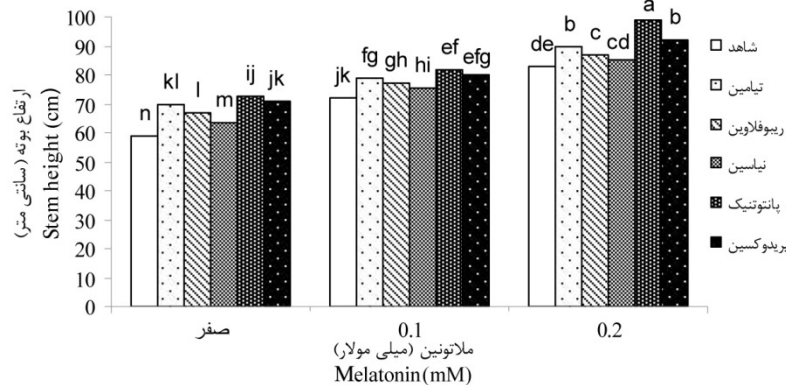 ارتفاع بوته (سانتی متر)
Stem height (cm)
100
90
80
70
60
50
40
30
20
10
0
n kl l m ij jk
jk fg gh hi ef efg
de b c cd a b
صفر 0.1 0.2
ملاتونین (میلی مولار)
Melatonin (mM)
شاهد
تیامین
ریبوفلاوین
نیاسین
پانتوتنیک
پریدوکسین